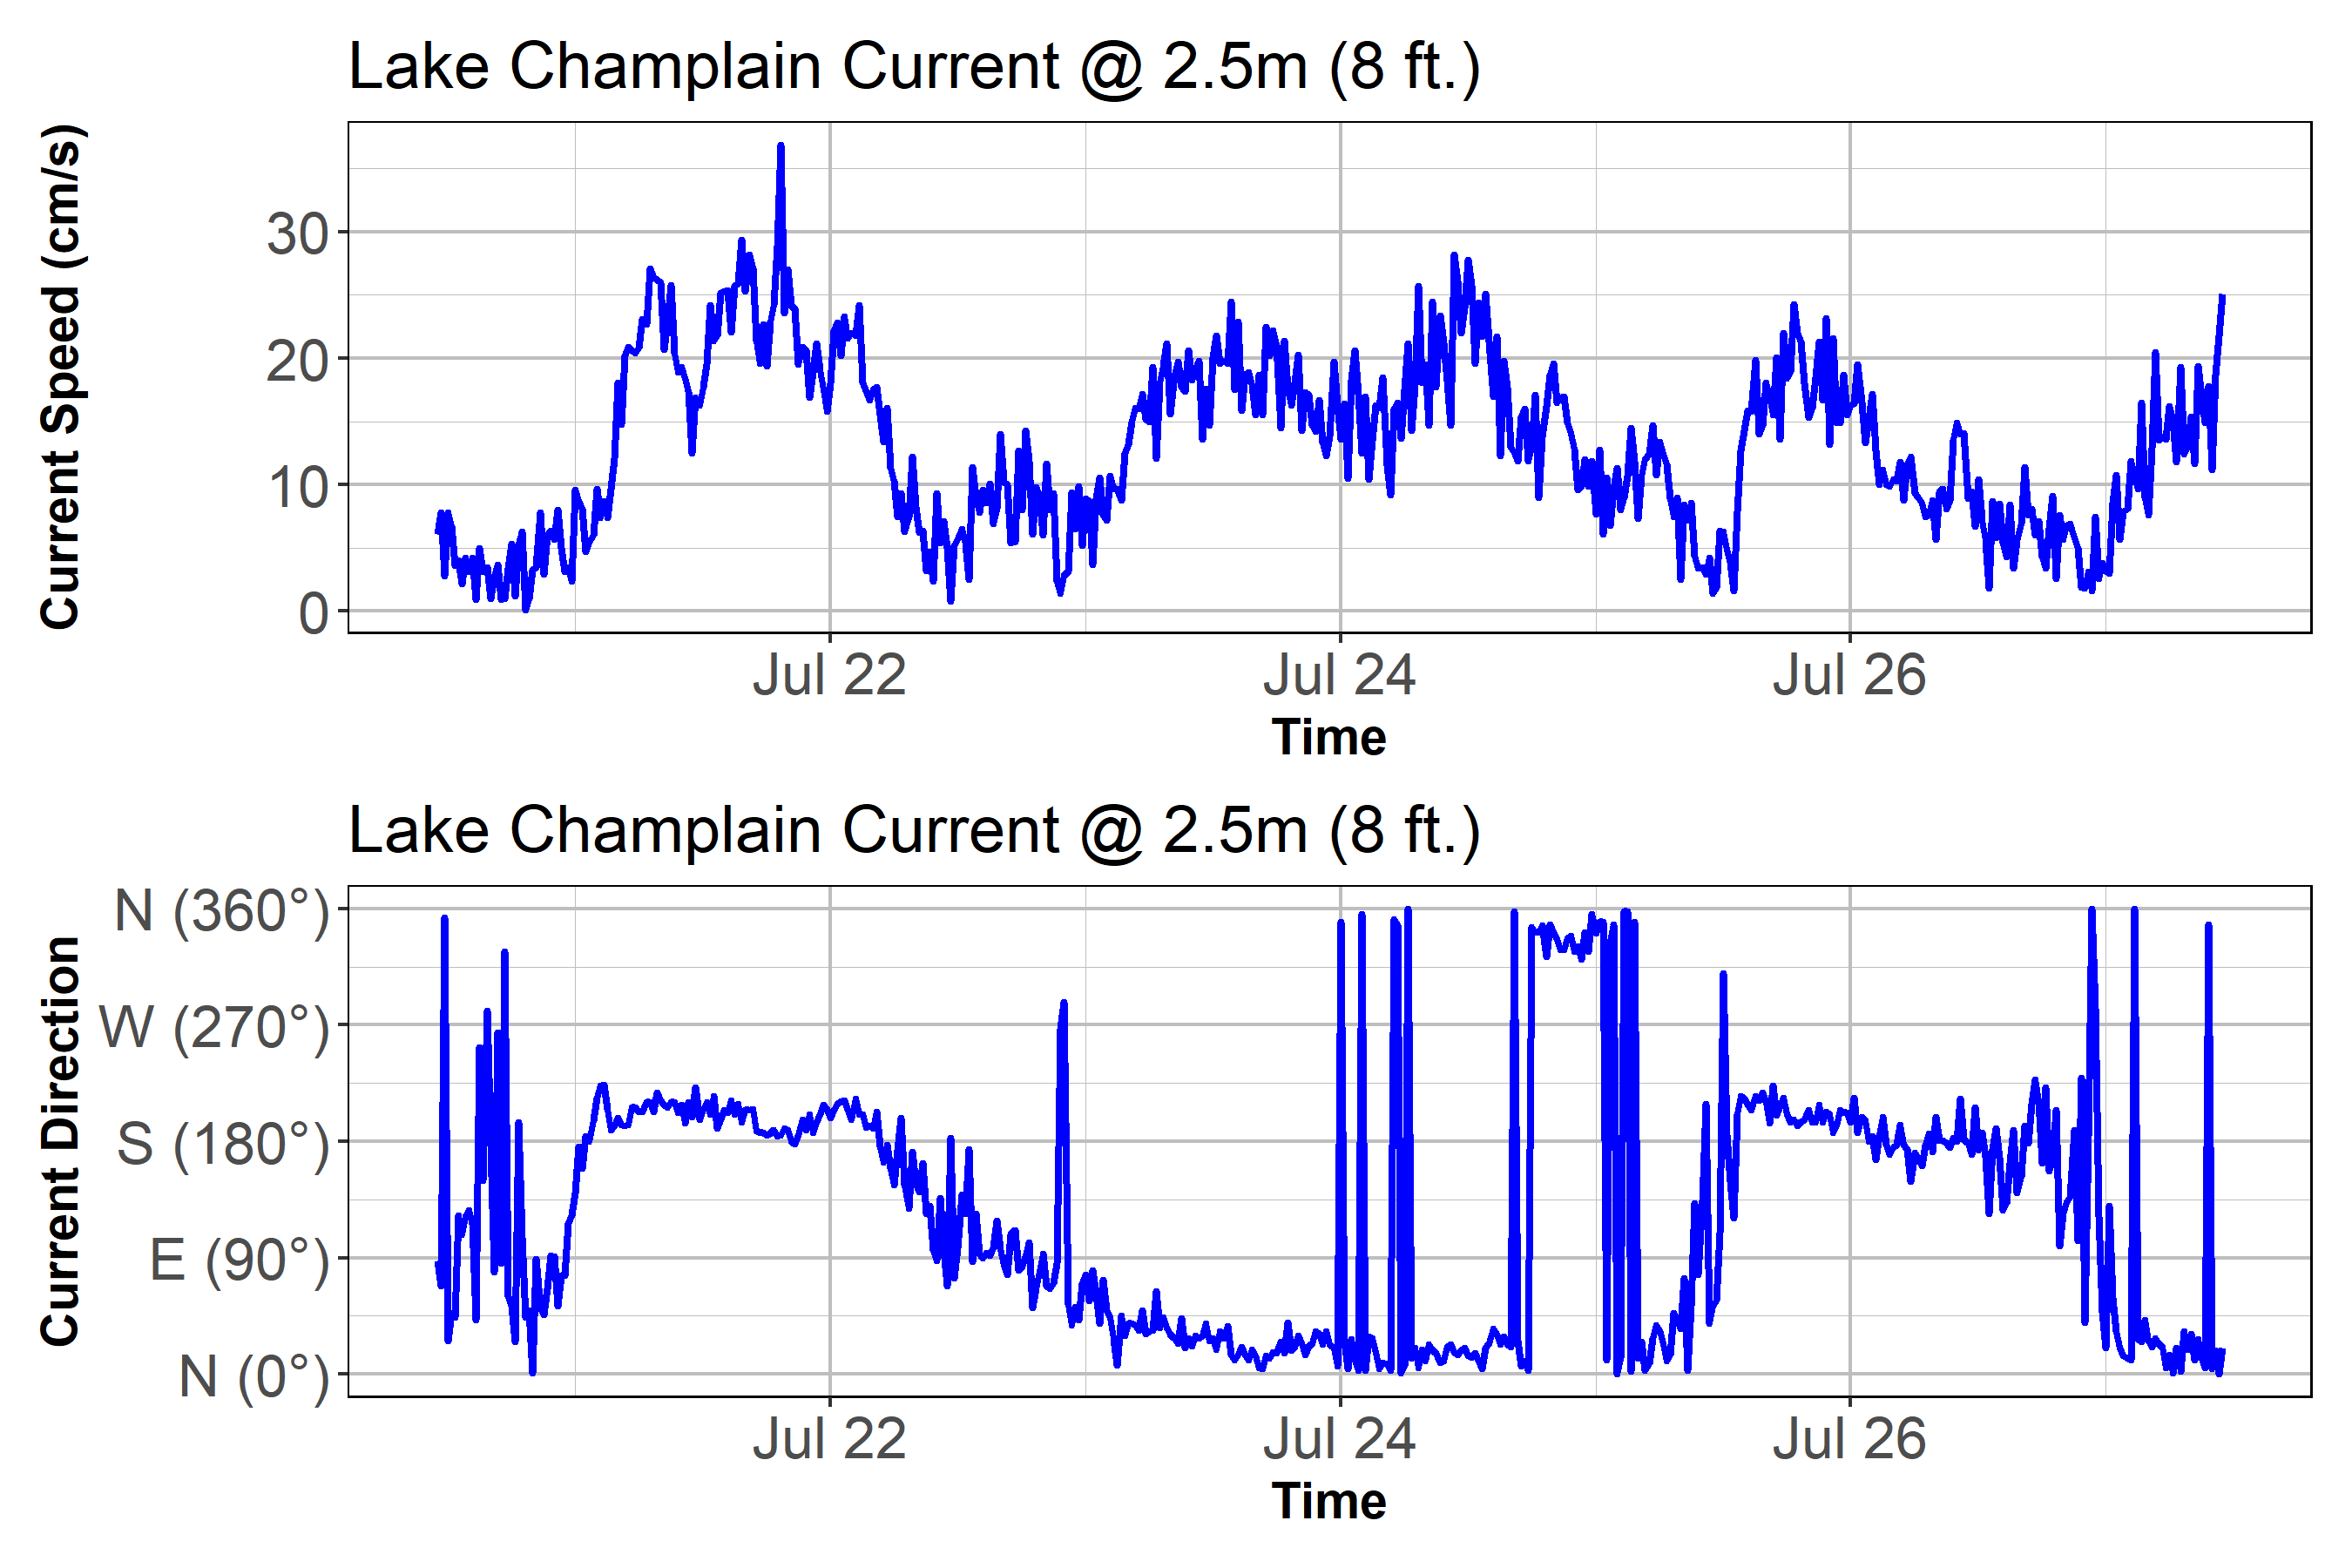 Lake Champlain Current @ 2.5m (8 ft.)
Current Speed (cm/s)
30
20
10
0
Jul 22 Jul 24 Jul 26
Time
Lake Champlain Current @ 2.5m (8 ft.)
Current Direction
N (360°)
W (270°)
S (180°)
E (90°)
N (0°)
Jul 22 Jul 24 Jul 26
Time